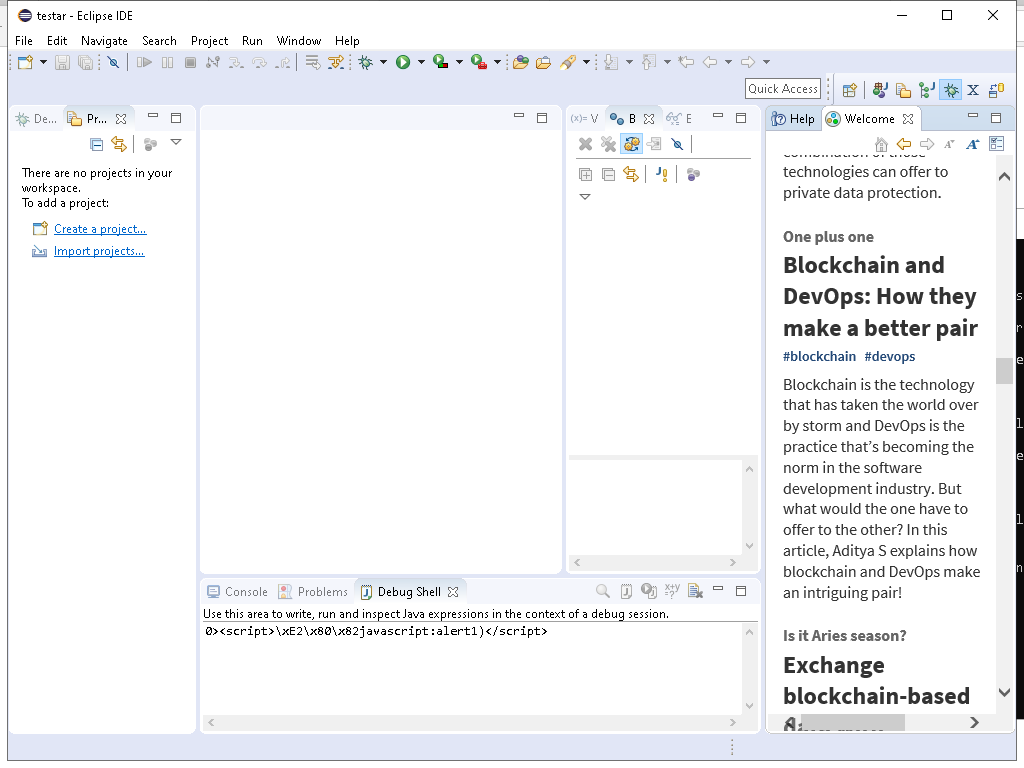 testar - Eclipse IDE
File Edit Navigate Search Project Run Window Help
Quick Access
De...
Pr...
There are no projects in your
workspace.
To add a project:
Create a project...
Import projects...
(x)= V
B
E
Help
Welcome
technologies can offer to
private data protection.
One plus one
Blockchain and
DevOps: How they
make a better pair
#blockchain #devops
Blockchain is the technology
that has taken the world over
by storm and DevOps is the
practice that’s becoming the
norm in the software
development industry. But
what would the one have to
offer to the other? In this
article, Aditya S explains how
blockchain and DevOps make
an intriguing pair!
Is it Aries season?
Exchange
blockchain-based
Console
Problems
Debug Shell
Use this area to write, run and inspect Java expressions in the context of a debug session.
0><script>\xE2\x80\x82javascript:alert1)</script>